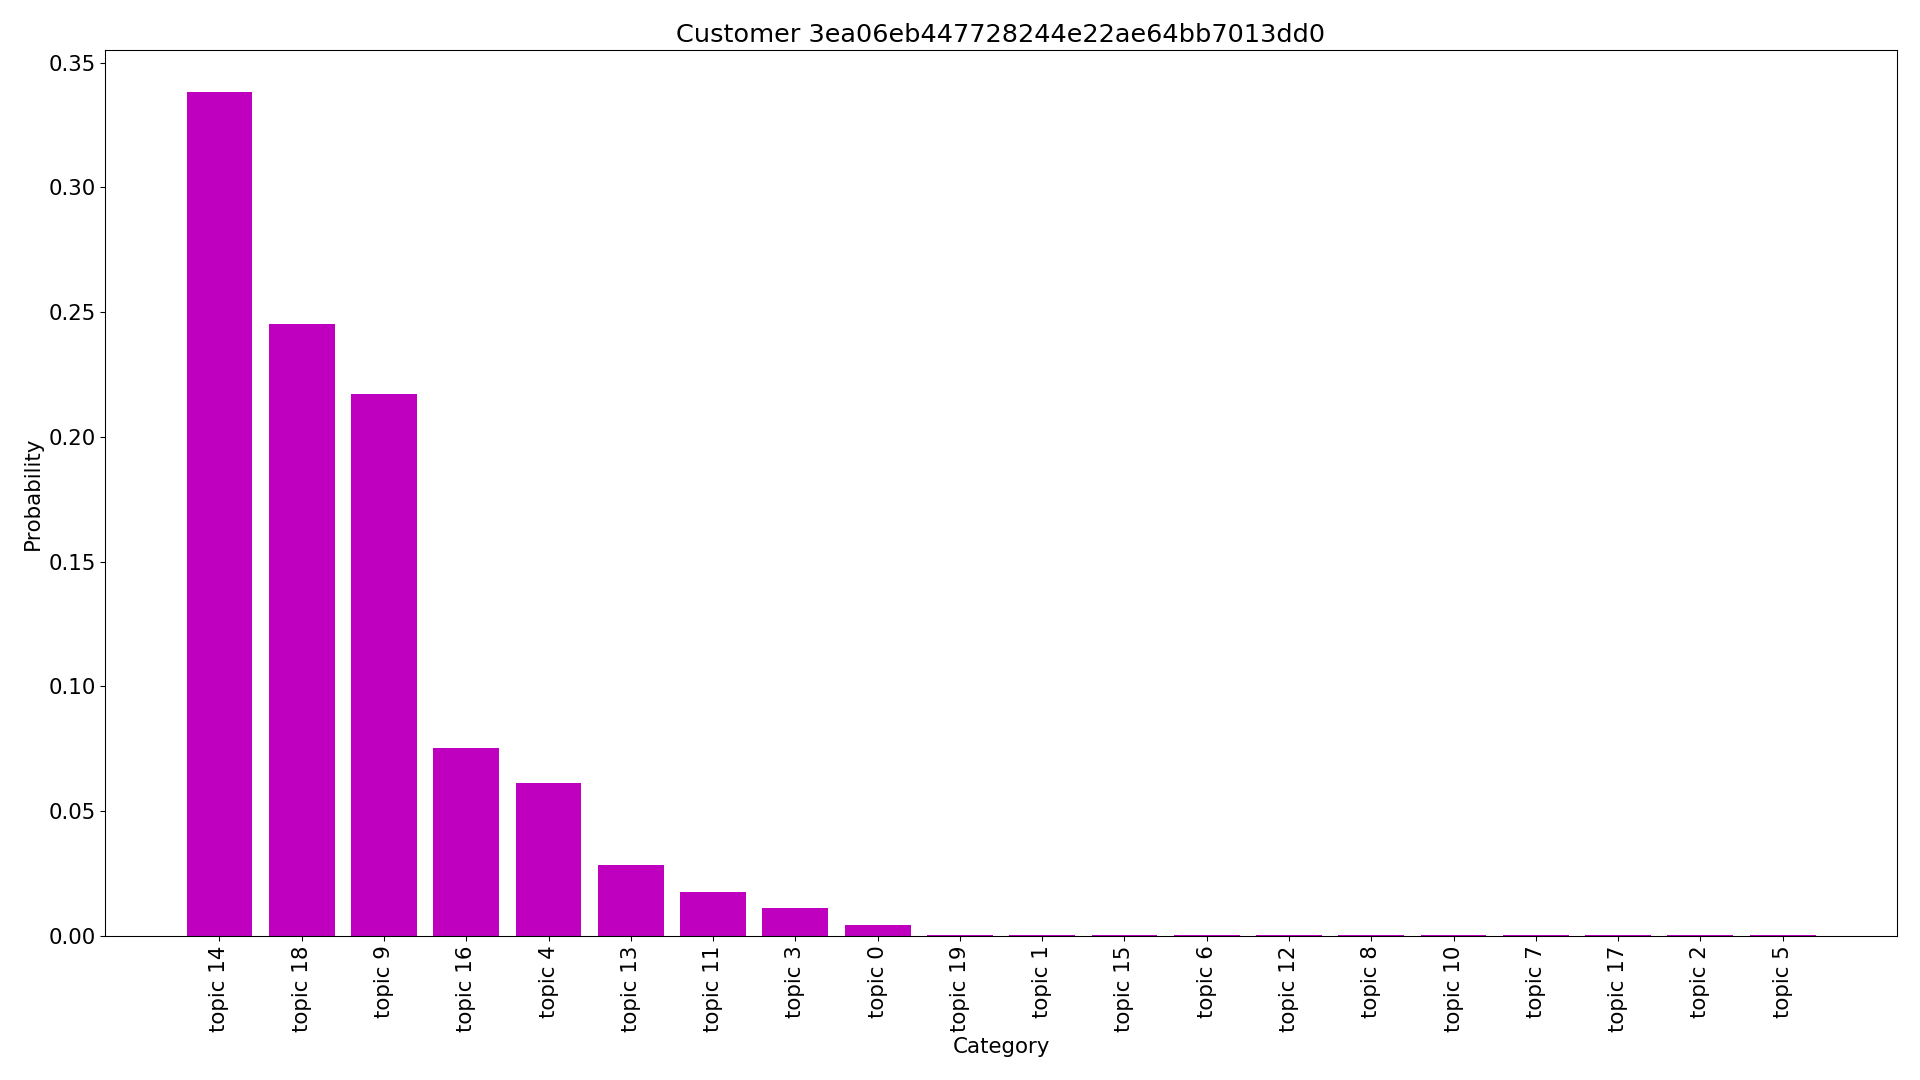 Customer 3ea06eb447728244e22ae64bb7013dd0
0.35
0.30
0.25
0.20
0.15
0.10
0.05
0.00
Probability
topic 14
topic 18
topic 9
topic 16
topic 4
topic 13
topic 11
topic 3
topic 0
topic 19
topic 1
topic 15
topic 6
topic 12
topic 8
topic 10
topic 7
topic 17
topic 2
topic 5
Category